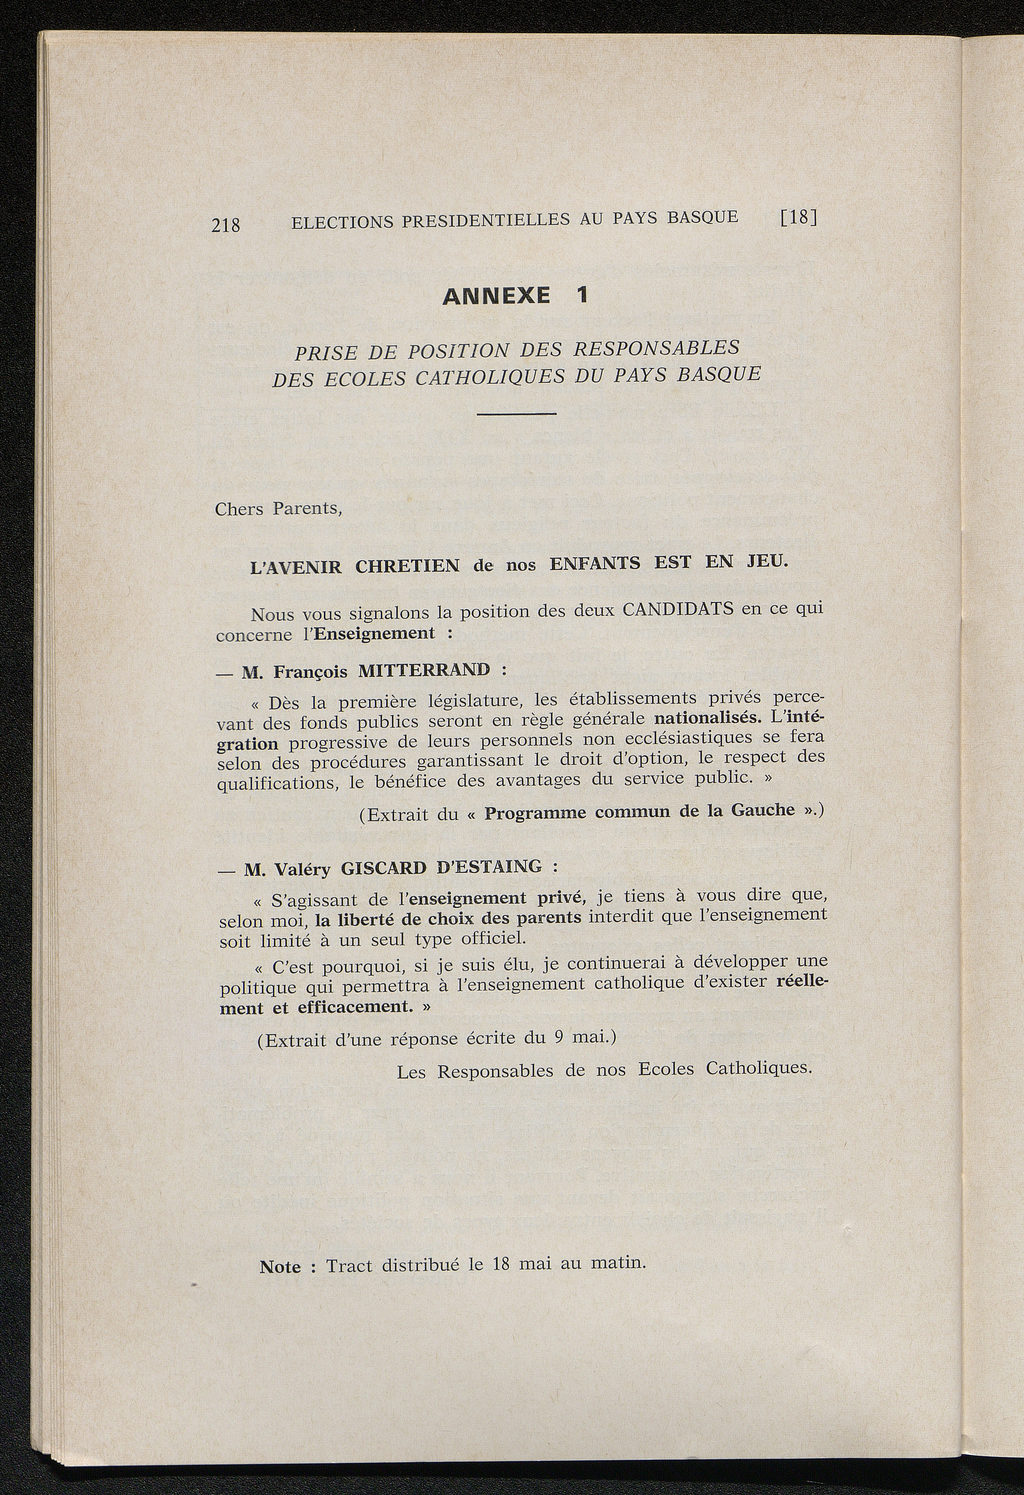 218 ELECTIONS PRESIDENTIELLES AU PAYS BASQUE [18]
ANNEXE 1
PRISE DE POSITION DES RESPONSABLES
DES ECOLES CATHOLIQUES DU PAYS BASQUE
Chers Parents,
L'AVENIR CHRETIEN de nos ENFANTS EST EN JEU.
Nous vous signalons la position des deux CANDIDATS en ce qui
concerne l'Enseignement :
— M. François MITTERRAND :
« Dès la première législature, les établissements privés perce-
vant des fonds publics seront en règle générale nationalisés. L'inté-
gration progressive de leurs personnels non ecclésiastiques se fera
selon des procédures garantissant le droit d'option, le respect des
qualifications, le bénéfice des avantages du service public. »
(Extrait du « Programme commun de la Gauche ».)
— M. Valéry GISCARD D'ESTAING :
« S'agissant de l'enseignement privé, je tiens à vous dire que,
selon moi, la liberté de choix des parents interdit que l'enseignement
soit limité à un seul type officiel.
« C'est pourquoi, si je suis élu, je continuerai à développer une
politique qui permettra à l'enseignement catholique d'exister réelle-
ment et efficacement. »
(Extrait d'une réponse écrite du 9 mai.)
Les Responsables de nos Ecoles Catholiques.
Note : Tract distribué le 18 mai au matin.